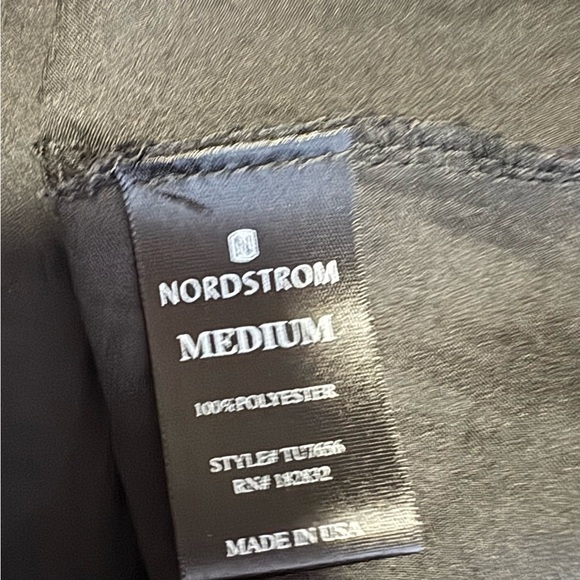 NORDSTROM
MEDIUM
100% POLYESTER
STYLE# TU7656
RN# 182832
MADE IN USA